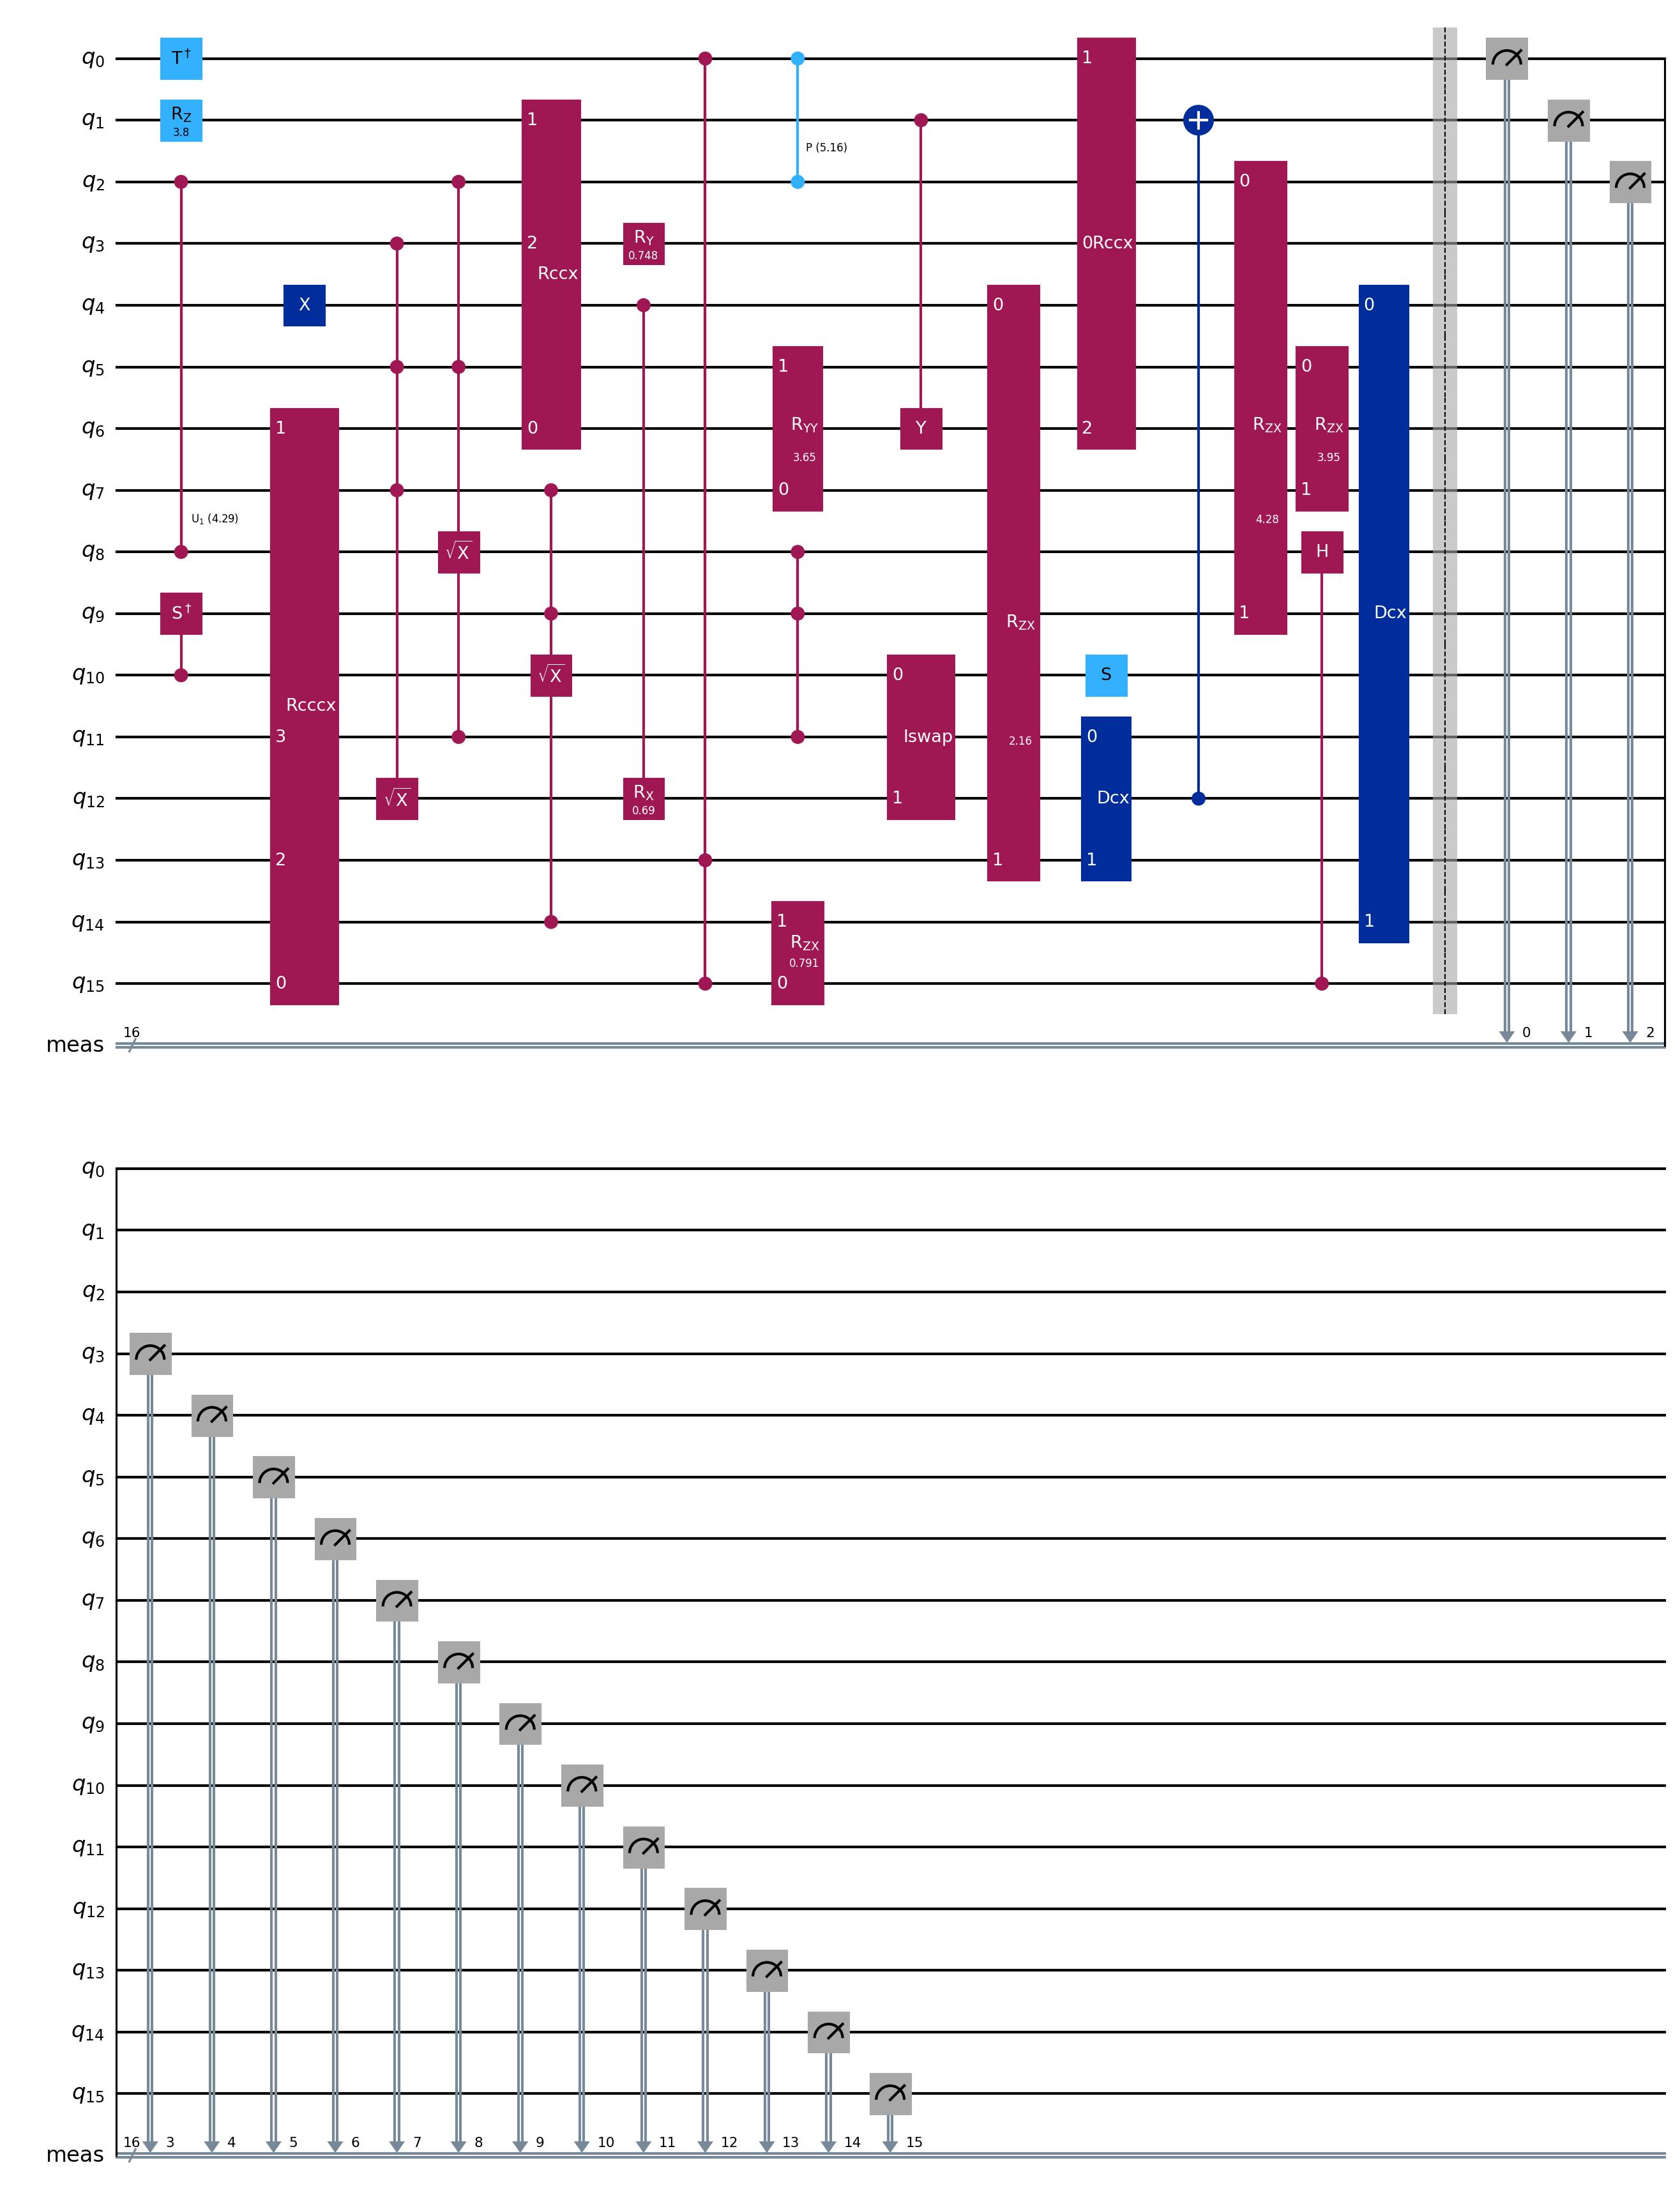 q0 T† 1 1
q1 RZ 3.8 1
P (5.16)
q2 0
q3 2 RY 0.748 0Rccx
Rccx
q4 X 0 0
q5 1 0
q6 1 0 RYY Y 2 RZX RZX
3.65 3.95
q7 0 1
U1 (4.29) 4.28
q8 √X H
q9 S† 1 Dcx
RZX
q10 √X 0 S
Rcccx
q11 3 Iswap 2.16 0
q12 √X RX 0.69 1 Dcx
q13 2 1 1
q14 1 1
RZX
0.791
q15 0 0
16 0 1 2
meas
q0
q1
q2
q3
q4
q5
q6
q7
q8
q9
q10
q11
q12
q13
q14
q15
16 3 4 5 6 7 8 9 10 11 12 13 14 15
meas